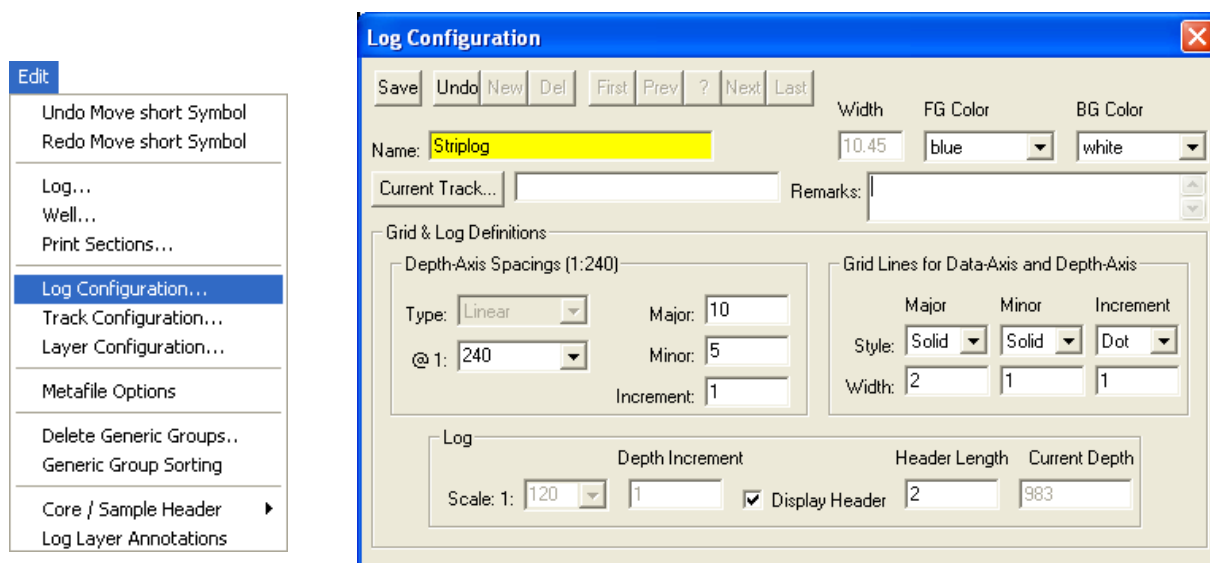 Edit
Undo Move short Symbol
Redo Move short Symbol
Log...
Well...
Print Sections...
Log Configuration...
Track Configuration...
Layer Configuration...
Metafile Options
Delete Generic Groups..
Generic Group Sorting
Core / Sample Header
Log Layer Annotations
Log Configuration
Save Undo New Del First Prev ? Next Last
Width FG Color BG Color
Name: Striplog 10.45 blue white
Current Track... Remarks:
Grid & Log Definitions
Depth-Axis Spacings (1:240)
Type: Linear Major: 10
@ 1: 240 Minor: 5
Increment: 1
Grid Lines for Data-Axis and Depth-Axis
Major Minor Increment
Style: Solid Solid Dot
Width: 2 1 1
Log
Depth Increment Header Length Current Depth
Scale: 1: 120 1 Display Header 2 983